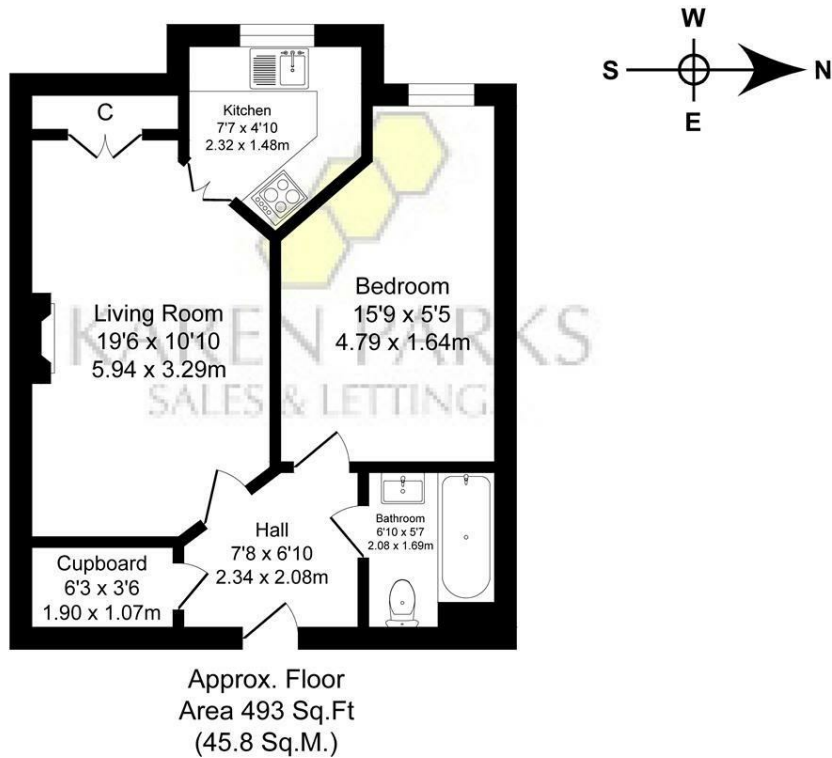 W
S
N
E
C
Kitchen
7'7 x 4'10
2.32 x 1.48m
Bedroom
15'9 x 5'5
4.79 x 1.64m
Living Room
19'6 x 10'10
5.94 x 3.29m
KAREN PARKS
SALES & LETTING
Hall
7'8 x 6'10
2.34 x 2.08m
Bathroom
6'10 x 5'7
2.08 x 1.69m
Cupboard
6'3 x 3'6
1.90 x 1.07m
Approx. Floor
Area 493 Sq.Ft
(45.8 Sq.M.)